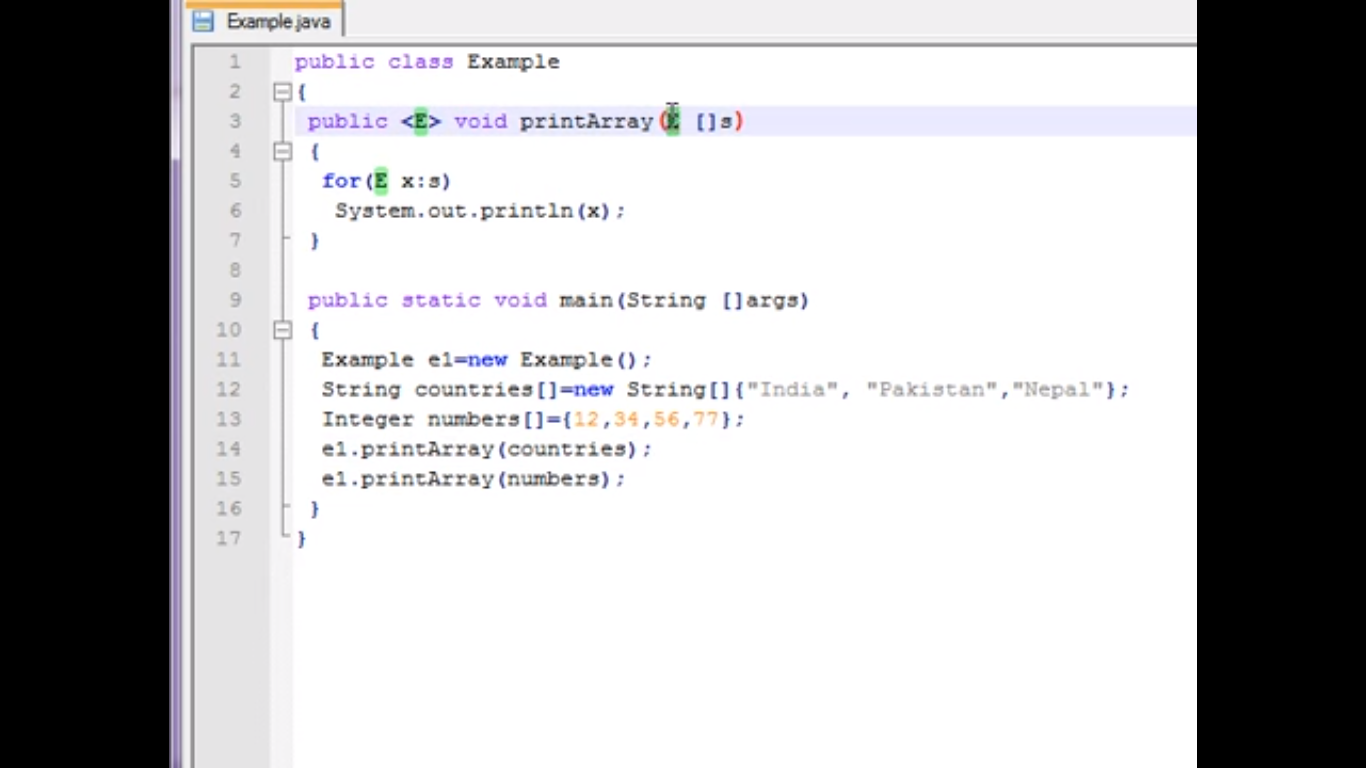 Example.java
1 public class Example
2 {
3 public <E> void printArray(E []s)
4 {
5 for(E x:s)
6 System.out.println(x);
7 }
8
9 public static void main(String []args)
10 {
11 Example e1=new Example();
12 String countries[]=new String[]{"India", "Pakistan","Nepal"};
13 Integer numbers[]={12,34,56,77};
14 e1.printArray(countries);
15 e1.printArray(numbers);
16 }
17 }